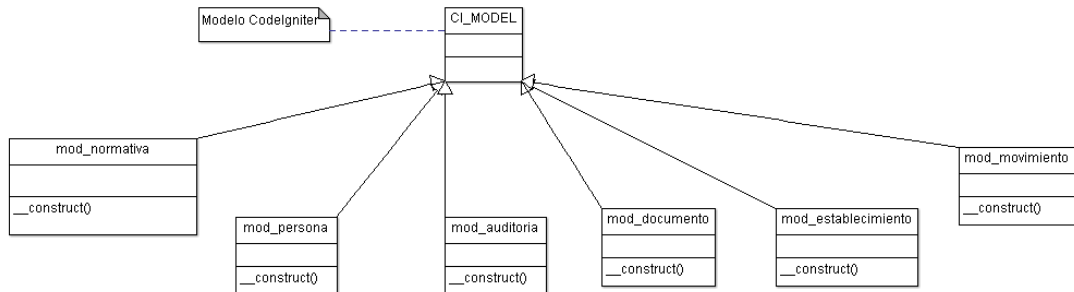 Modelo CodeIgniter
CI_MODEL
mod_normativa
__construct()
mod_persona
__construct()
mod_auditoria
__construct()
mod_documento
__construct()
mod_establecimiento
__construct()
mod_movimiento
__construct()